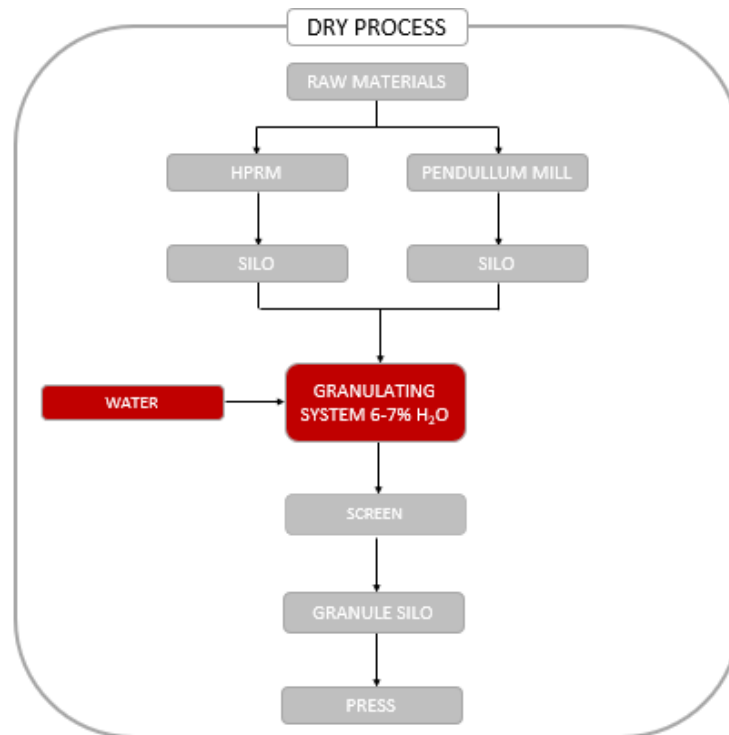 DRY PROCESS
RAW MATERIALS
HPRM
PENDULLUM MILL
SILO
SILO
WATER
GRANULATING
SYSTEM 6-7% H₂O
SCREEN
GRANULE SILO
PRESS